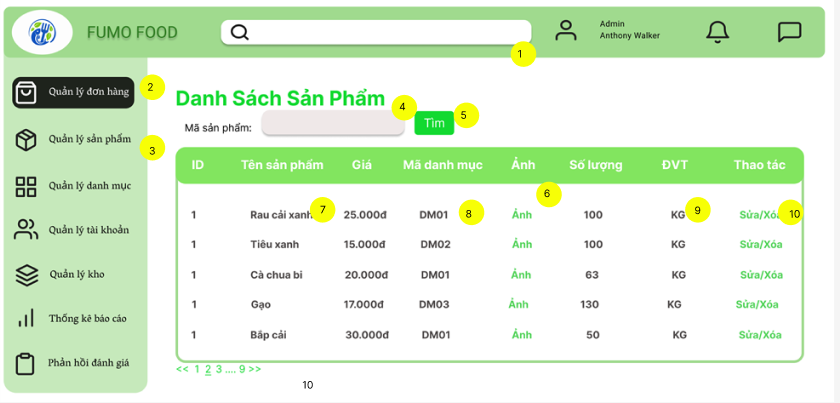 FUMO FOOD
Admin
Anthony Walker
1
Quản lý đơn hàng
2
Quản lý sản phẩm
3
Quản lý danh mục
Quản lý tài khoản
Quản lý kho
Thống kê báo cáo
Phản hồi đánh giá
Danh Sách Sản Phẩm
4
5
Mã sản phẩm:
Tìm
ID Tên sản phẩm Giá Mã danh mục Ảnh Số lượng ĐVT Thao tác
6
1 Rau cải xanh 7 25.000đ DM01 8 Ảnh 100 KG 9 Sửa/Xóa 10
1 Tiêu xanh 15.000đ DM02 Ảnh 100 KG Sửa/Xóa
1 Cà chua bi 20.000đ DM01 Ảnh 63 KG Sửa/Xóa
1 Gạo 17.000đ DM03 Ảnh 130 KG Sửa/Xóa
1 Bắp cải 30.000đ DM01 Ảnh 50 KG Sửa/Xóa
<< 1 2 3 .... 9 >>
10